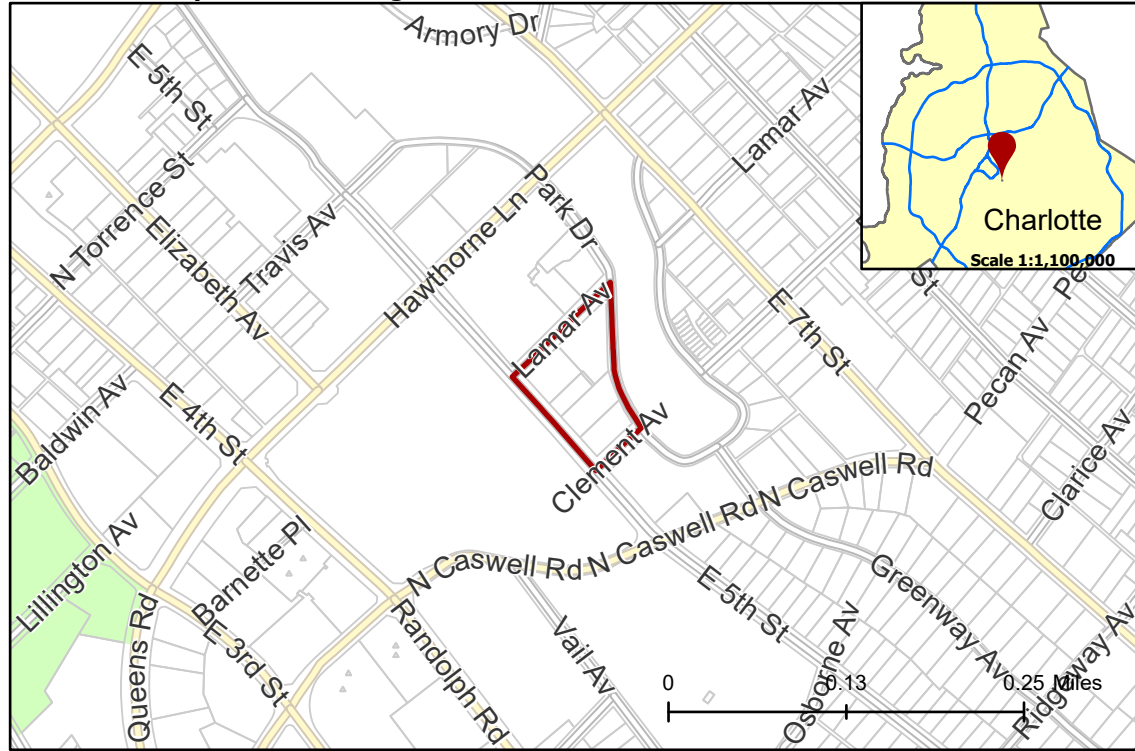 Armory Dr
E 5th St
Lamar Av
Park Dr
N Torrence St
Travis Av
Elizabeth Av
Hawthorne Ln
Charlotte
Scale 1:1,100,000
St
Pe
Lamar Av
E 7th St
Pecan Av
Baldwin Av
E 4th St
Clement Av
Clarice Av
N Caswell Rd
N Caswell Rd
N Caswell Rd
Lillington Av
Barnette Pl
Queens Rd
E 3rd St
Randolph Rd
Vail Av
E 5th St
Greenway Av
Osborne Av
Ridgeway Av
0
0.13
0.25 Miles